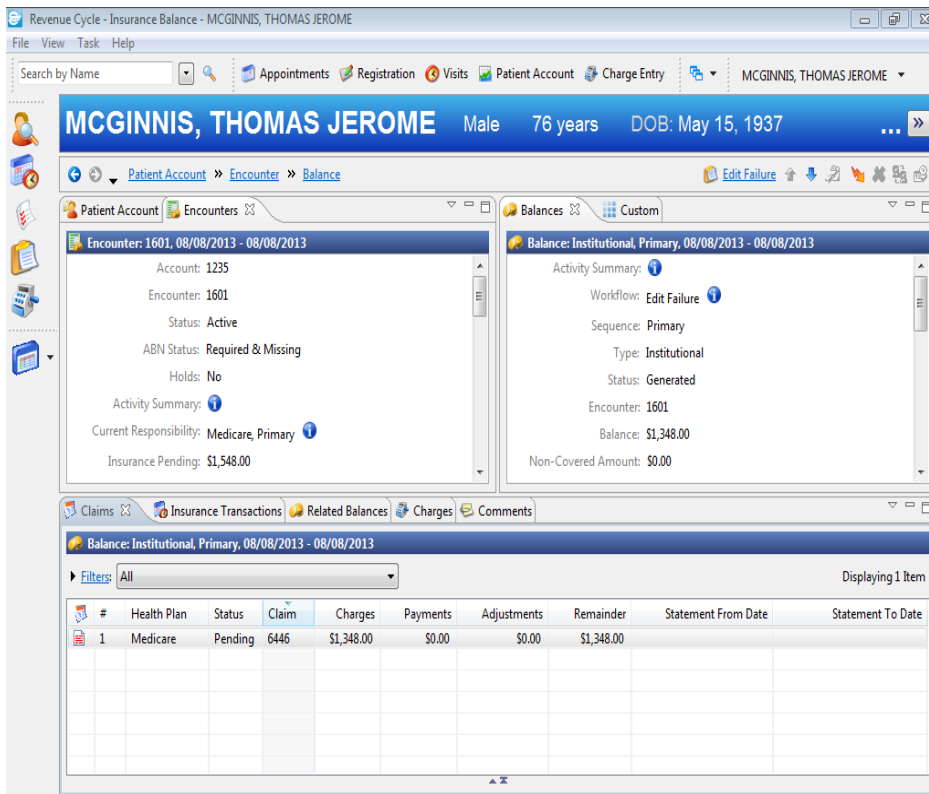 Revenue Cycle - Insurance Balance - MCGINNIS, THOMAS JEROME
File View Task Help
Search by Name Appointments Registration Visits Patient Account Charge Entry MCGINNIS, THOMAS JEROME
MCGINNIS, THOMAS JEROME Male 76 years DOB: May 15, 1937 ... »
Patient Account » Encounter » Balance Edit Failure
Patient Account Encounters
Encounter: 1601, 08/08/2013 - 08/08/2013
Account: 1235
Encounter: 1601
Status: Active
ABN Status: Required & Missing
Holds: No
Activity Summary:
Current Responsibility: Medicare, Primary
Insurance Pending: $1,548.00
Balances Custom
Balance: Institutional, Primary, 08/08/2013 - 08/08/2013
Activity Summary:
Workflow: Edit Failure
Sequence: Primary
Type: Institutional
Status: Generated
Encounter: 1601
Balance: $1,348.00
Non-Covered Amount: $0.00
Claims Insurance Transactions Related Balances Charges Comments
Balance: Institutional, Primary, 08/08/2013 - 08/08/2013
Filters: All Displaying 1 Item
# Health Plan Status Claim Charges Payments Adjustments Remainder Statement From Date Statement To Date
1 Medicare Pending 6446 $1,348.00 $0.00 $0.00 $1,348.00